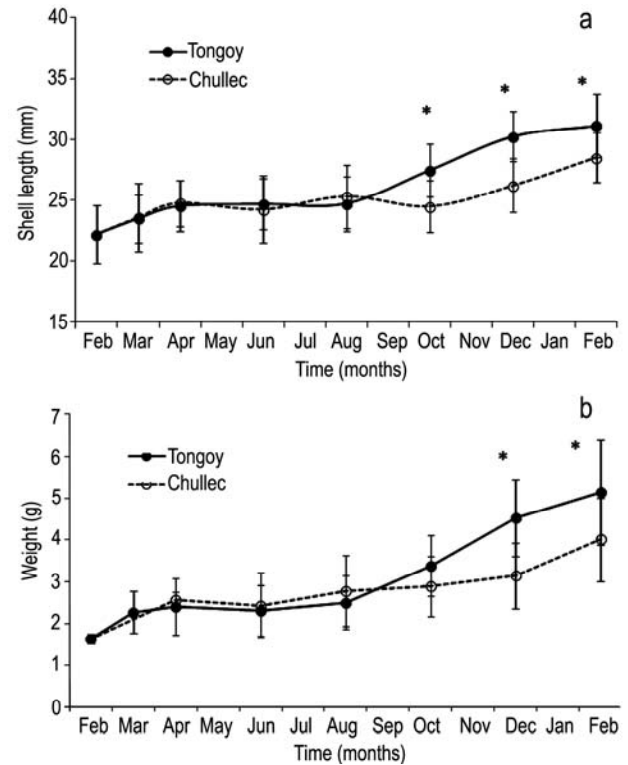 a
40
35
30
25
20
15
Shell length (mm)
Tongoy
Chullec
*
*
*
Feb Mar Apr May Jun Jul Aug Sep Oct Nov Dec Jan Feb
Time (months)
b
7
6
5
4
3
2
1
0
Weight (g)
Tongoy
Chullec
*
*
Feb Mar Apr May Jun Jul Aug Sep Oct Nov Dec Jan Feb
Time (months)